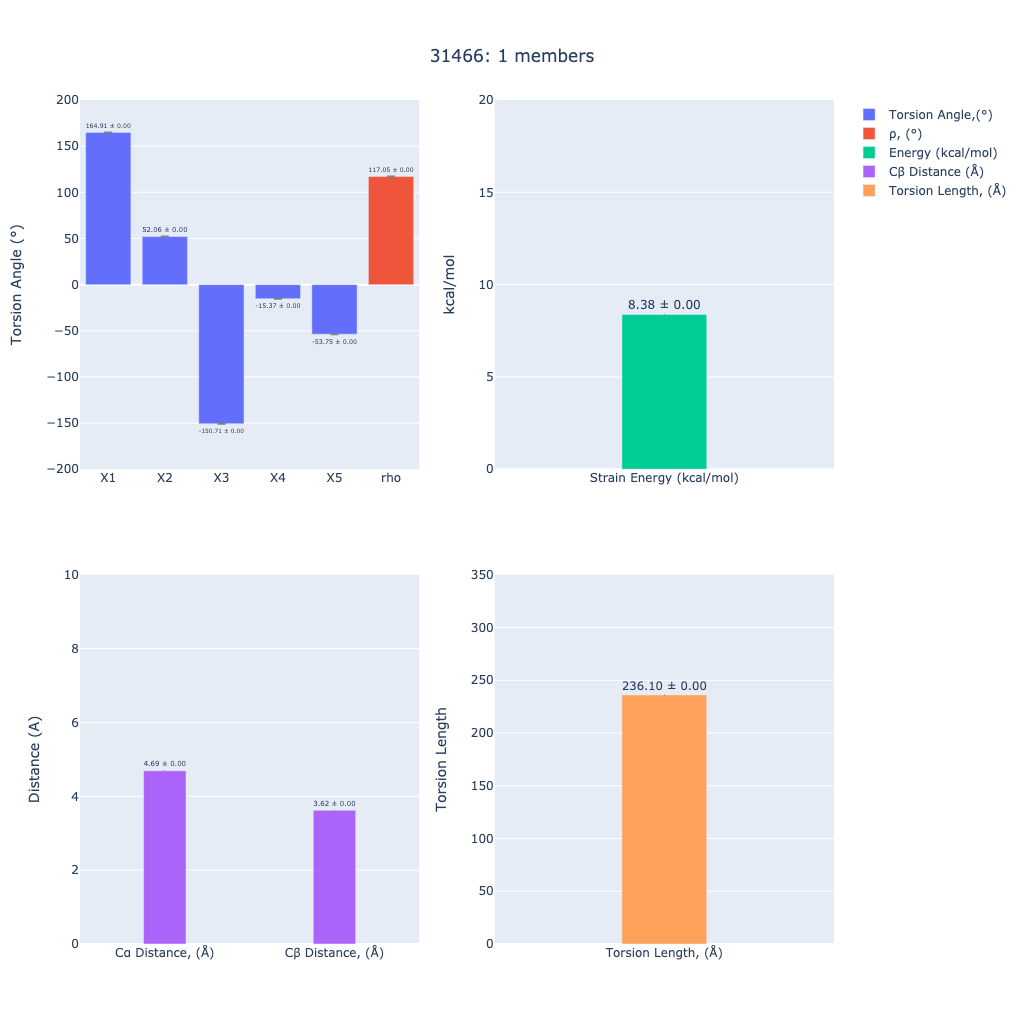 31466: 1 members
Torsion Angle (°)
200
150
100
50
0
−50
−100
−150
−200
164.91 ± 0.00
52.06 ± 0.00
-150.71 ± 0.00
-15.37 ± 0.00
-53.75 ± 0.00
117.05 ± 0.00
X1 X2 X3 X4 X5 rho
kcal/mol
20
15
10
5
0
8.38 ± 0.00
Strain Energy (kcal/mol)
Torsion Angle,(°)
ρ, (°)
Energy (kcal/mol)
Cβ Distance (Å)
Torsion Length, (Å)
Distance (A)
10
8
6
4
2
0
4.69 ± 0.00
3.62 ± 0.00
Cα Distance, (Å) Cβ Distance, (Å)
Torsion Length
350
300
250
200
150
100
50
0
236.10 ± 0.00
Torsion Length, (Å)